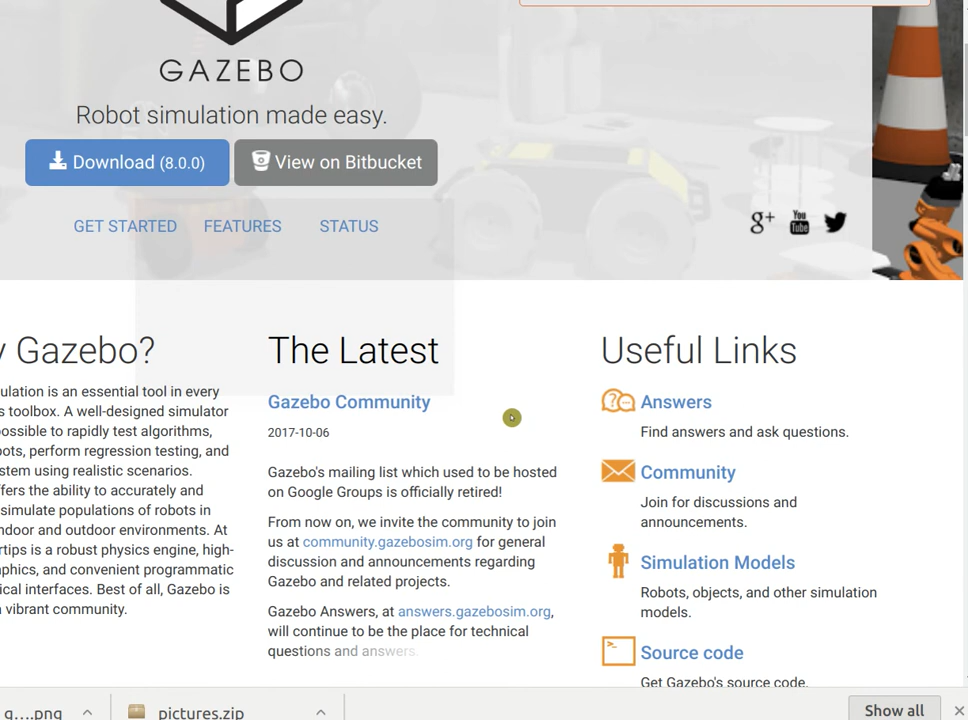 GAZEBO
Robot simulation made easy.
Download (8.0.0)
View on Bitbucket
GET STARTED FEATURES STATUS
g+ You Tube
Gazebo?
ulation is an essential tool in every
s toolbox. A well-designed simulator
possible to rapidly test algorithms,
bots, perform regression testing, and
stem using realistic scenarios.
ffers the ability to accurately and
simulate populations of robots in
ndoor and outdoor environments. At
rtips is a robust physics engine, high-
aphics, and convenient programmatic
ical interfaces. Best of all, Gazebo is
vibrant community.
The Latest
Gazebo Community
2017-10-06
Gazebo's mailing list which used to be hosted
on Google Groups is officially retired!
From now on, we invite the community to join
us at community.gazebosim.org for general
discussion and announcements regarding
Gazebo and related projects.
Gazebo Answers, at answers.gazebosim.org,
will continue to be the place for technical
questions and answers.
Useful Links
Answers
Find answers and ask questions.
Community
Join for discussions and
announcements.
Simulation Models
Robots, objects, and other simulation
models.
Source code
Get Gazebo's source code.
g....png
pictures.zip
Show all